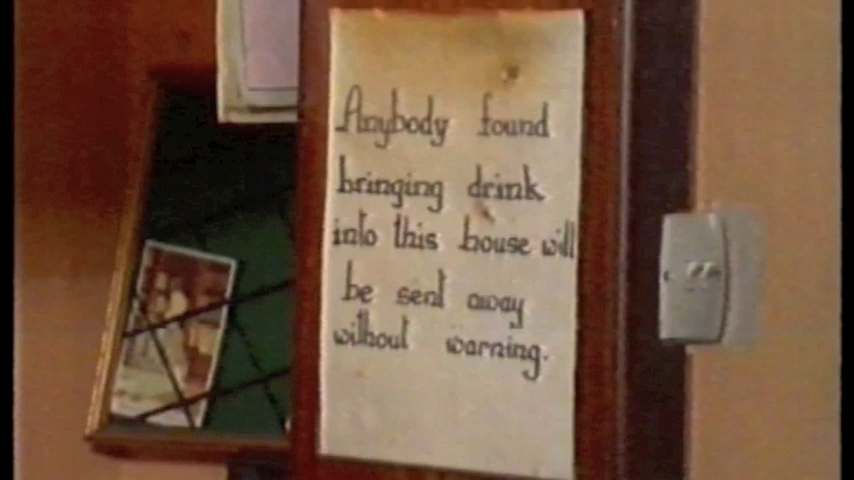 Anybody found
bringing drink
into this house will
be sent away
without warning.